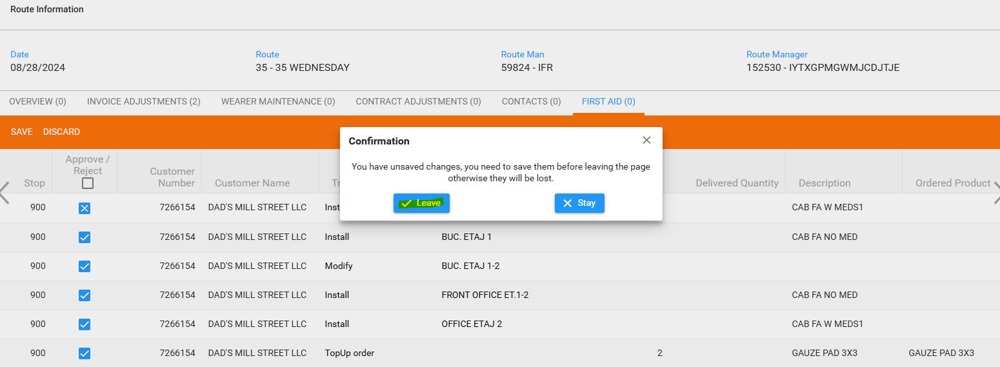 Route Information
Date Route Route Man Route Manager
08/28/2024 35 - 35 WEDNESDAY 59824 - IFR 152530 - IYTXGPMGWMJCDJTJE
OVERVIEW (0) INVOICE ADJUSTMENTS (2) WEARER MAINTENANCE (0) CONTRACT ADJUSTMENTS (0) CONTACTS (0) FIRST AID (0)
SAVE DISCARD
Confirmation
You have unsaved changes, you need to save them before leaving the page
otherwise they will be lost.
Leave Stay
Stop Approve / Reject Customer Number Customer Name Delivered Quantity Description Ordered Product
900 7266154 DAD'S MILL STREET LLC Inst CAB FA W MEDS1
900 7266154 DAD'S MILL STREET LLC Install BUC. ETAJ 1 CAB FA NO MED
900 7266154 DAD'S MILL STREET LLC Modify BUC. ETAJ 1-2
900 7266154 DAD'S MILL STREET LLC Install FRONT OFFICE ET.1-2 CAB FA NO MED
900 7266154 DAD'S MILL STREET LLC Install OFFICE ETAJ 2 CAB FA W MEDS1
900 7266154 DAD'S MILL STREET LLC TopUp order 2 GAUZE PAD 3X3 GAUZE PAD 3X3